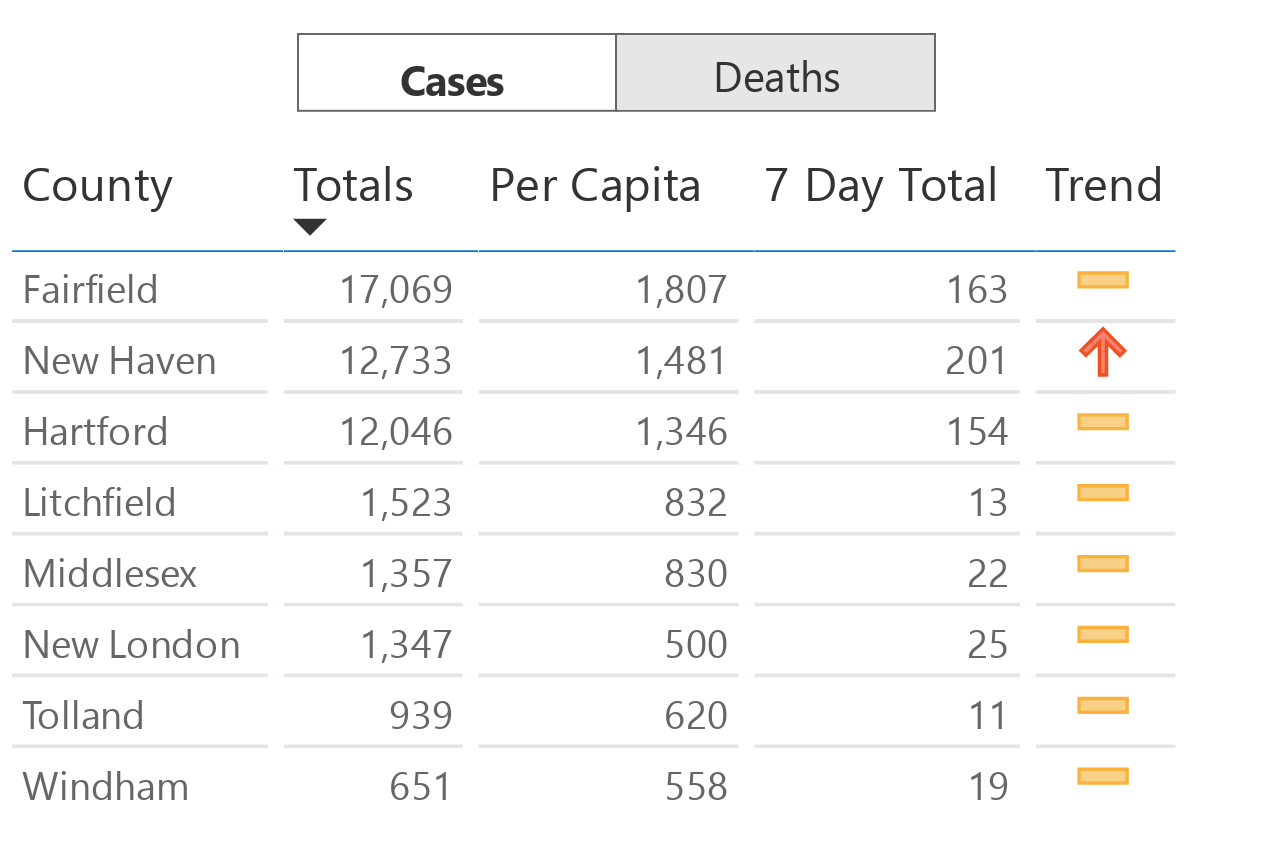 Cases Deaths
County Totals Per Capita 7 Day Total Trend
Fairfield 17,069 1,807 163
New Haven 12,733 1,481 201
Hartford 12,046 1,346 154
Litchfield 1,523 832 13
Middlesex 1,357 830 22
New London 1,347 500 25
Tolland 939 620 11
Windham 651 558 19